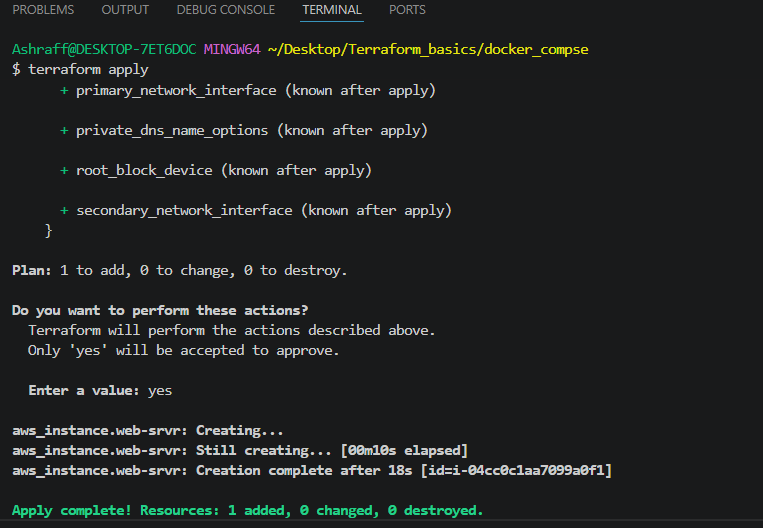 PROBLEMS OUTPUT DEBUG CONSOLE TERMINAL PORTS
Ashraff@DESKTOP-7ET6DOC MINGW64 ~/Desktop/Terraform_basics/docker_compse
$ terraform apply
+ primary_network_interface (known after apply)
+ private_dns_name_options (known after apply)
+ root_block_device (known after apply)
+ secondary_network_interface (known after apply)
}
Plan: 1 to add, 0 to change, 0 to destroy.
Do you want to perform these actions?
Terraform will perform the actions described above.
Only 'yes' will be accepted to approve.
Enter a value: yes
aws_instance.web-srvr: Creating...
aws_instance.web-srvr: Still creating... [00m10s elapsed]
aws_instance.web-srvr: Creation complete after 18s [id=i-04cc0c1aa7099a0f1]
Apply complete! Resources: 1 added, 0 changed, 0 destroyed.